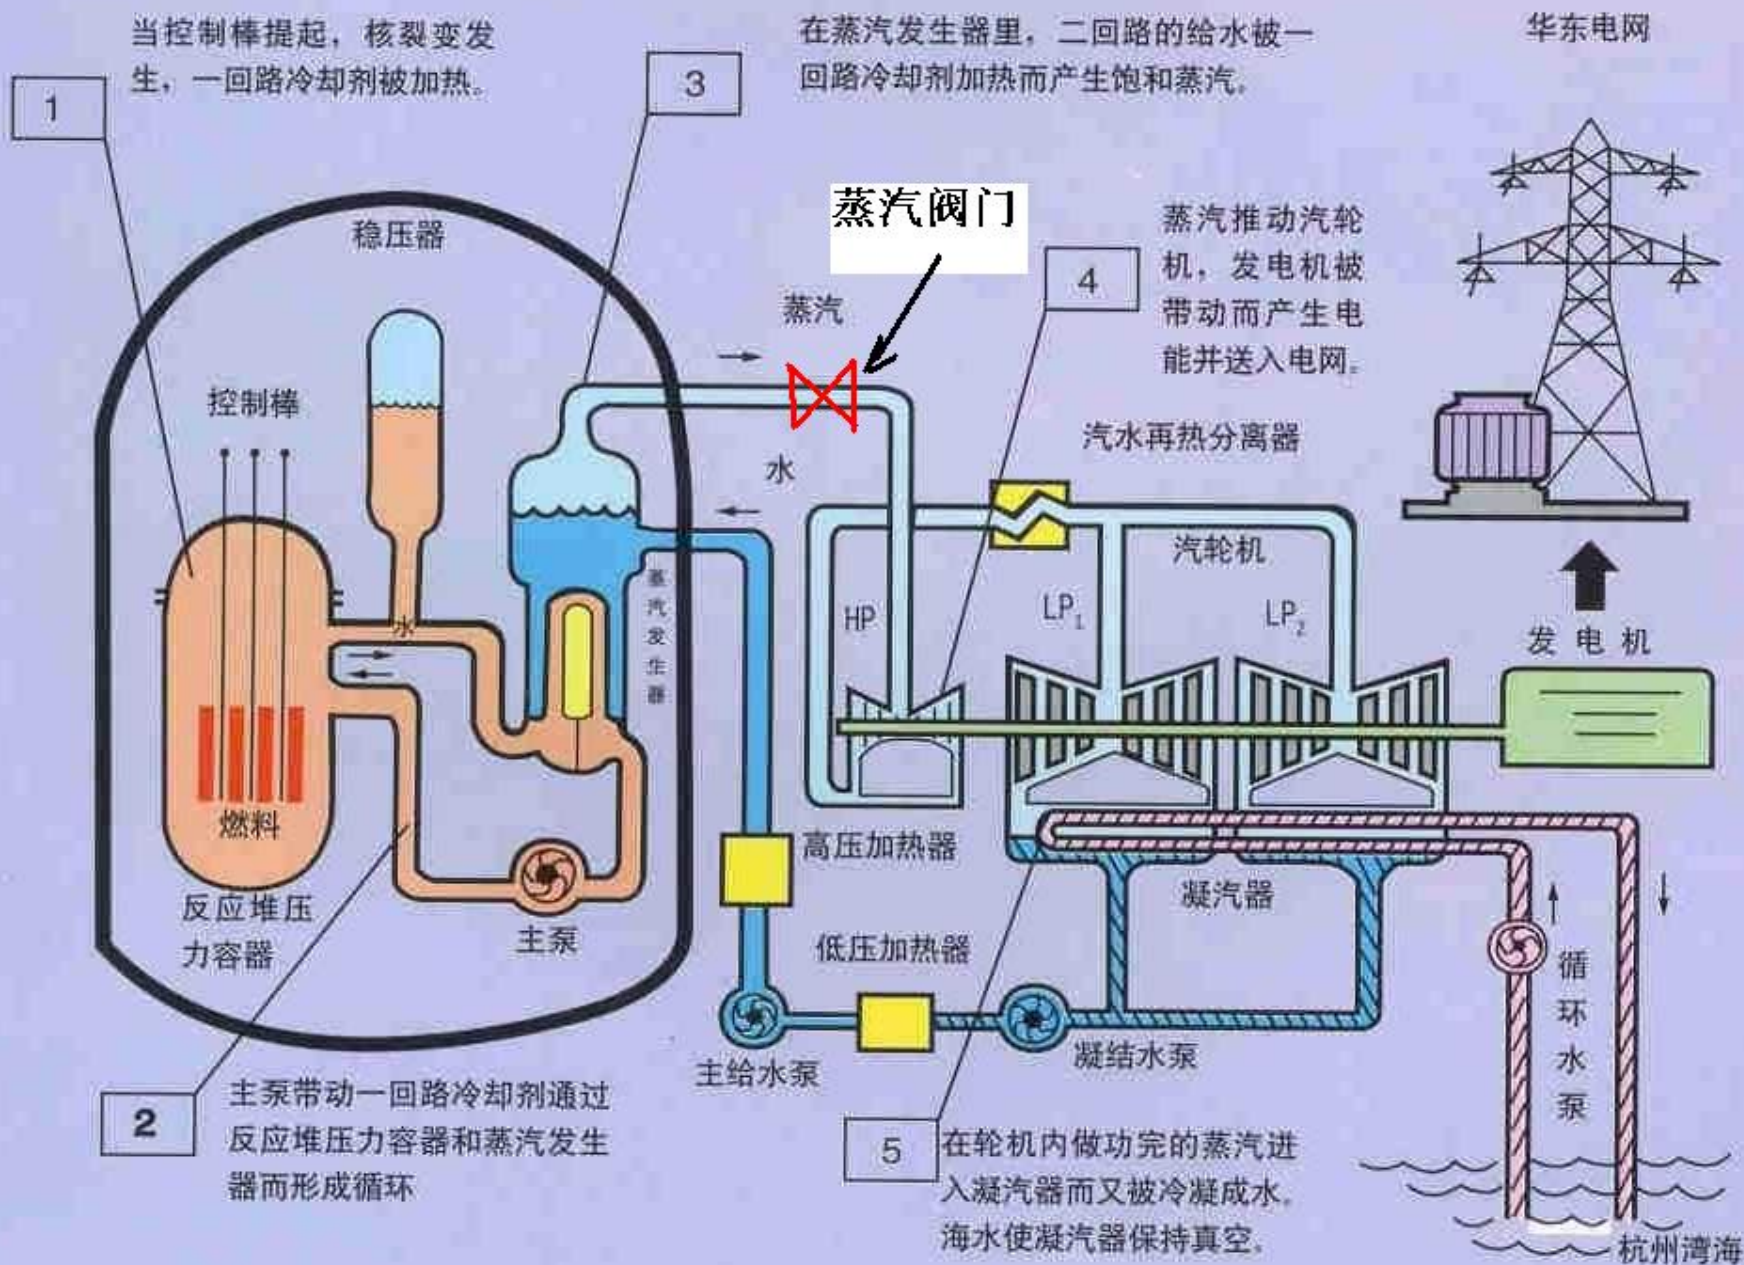 当控制棒提起，核裂变发
生，一回路冷却剂被加热。
1
在蒸汽发生器里，二回路的给水被一
回路冷却剂加热而产生饱和蒸汽。
3
华东电网
稳压器
蒸汽阀门
蒸汽
4
蒸汽推动汽轮
机，发电机被
带动而产生电
能并送入电网。
控制棒
水
汽水再热分离器
汽轮机
HP
LP1
LP2
发电机
水
蒸汽发生器
燃料
反应堆压
力容器
主泵
高压加热器
低压加热器
凝汽器
循环水泵
主给水泵
凝结水泵
2
主泵带动一回路冷却剂通过
反应堆压力容器和蒸汽发生
器而形成循环
5
在轮机内做功完的蒸汽进
入凝汽器而又被冷凝成水。
海水使凝汽器保持真空。
杭州湾海